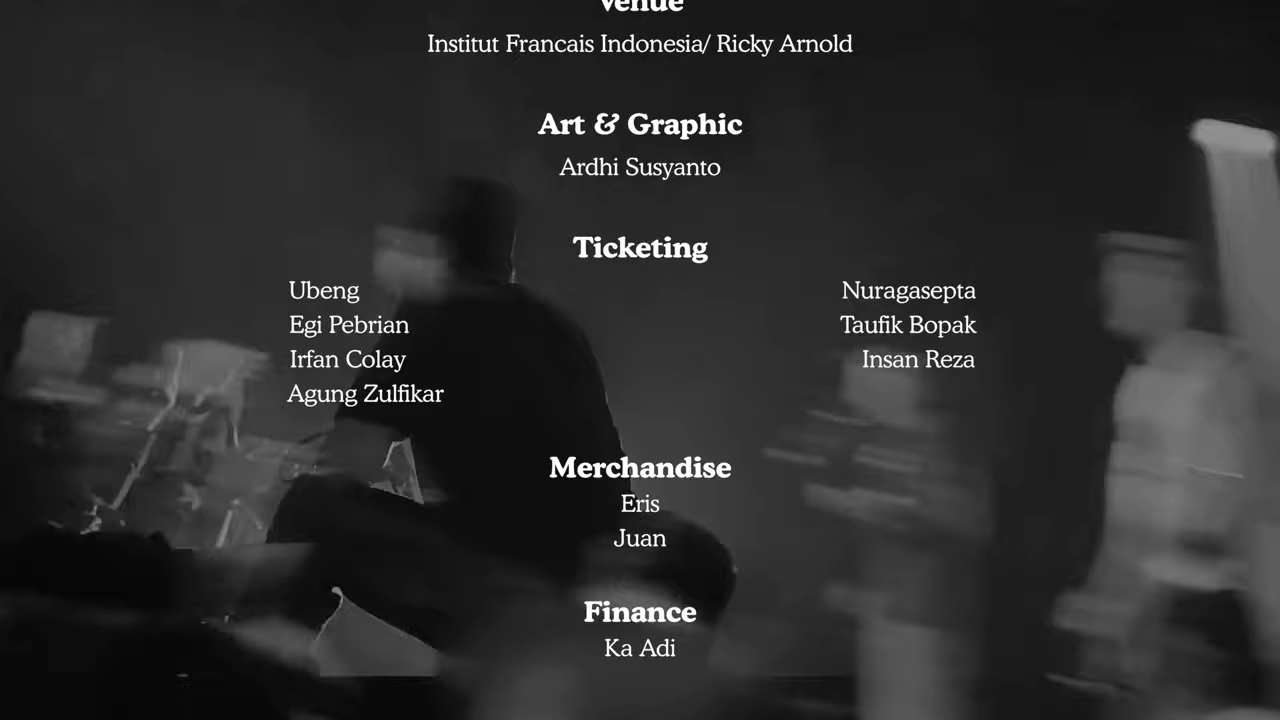 Venue
Institut Francais Indonesia/ Ricky Arnold
Art & Graphic
Ardhi Susyanto
Ticketing
Ubeng
Egi Pebrian
Irfan Colay
Agung Zulfikar
Nuragasepta
Taufik Bopak
Insan Reza
Merchandise
Eris
Juan
Finance
Ka Adi